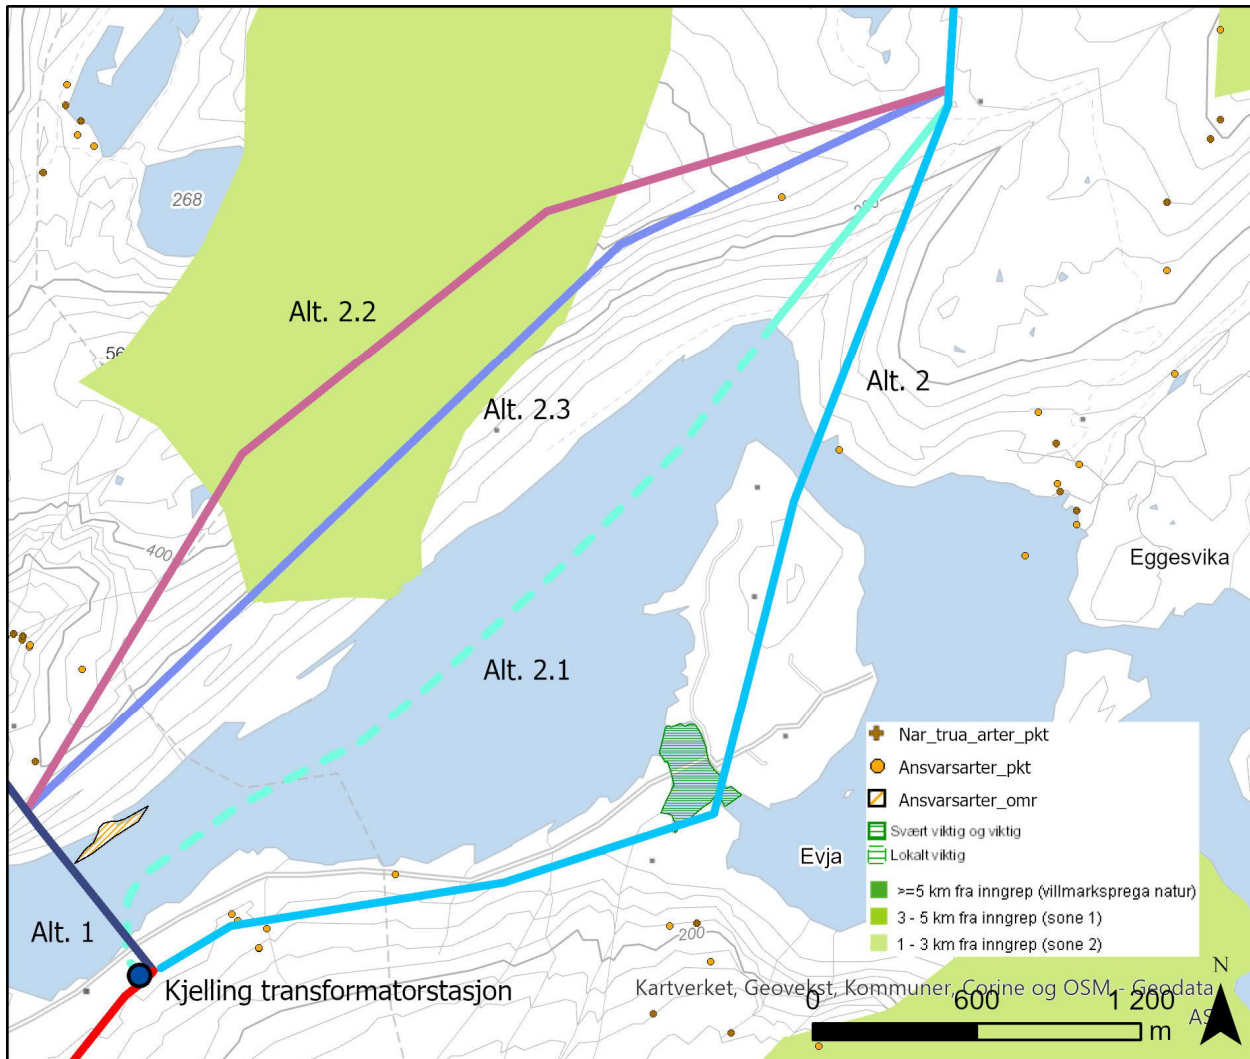 268
200
Alt. 2.2
56
Alt. 2
Alt. 2.3
400
Eggesvika
Alt. 2.1
Nar_trua_arter_pkt
Ansvarsarter_pkt
Ansvarsarter_omr
Svært viktig og viktig
Lokalt viktig
Evja
>=5 km fra inngrep (villmarksprega natur)
3 - 5 km fra inngrep (sone 1)
1 - 3 km fra inngrep (sone 2)
Alt. 1
200
N
Kjelling transformatorstasjon
Kartverket, Geovekst, Kommuner, Corine og OSM - Geodata
AS
0 600 1 200
m